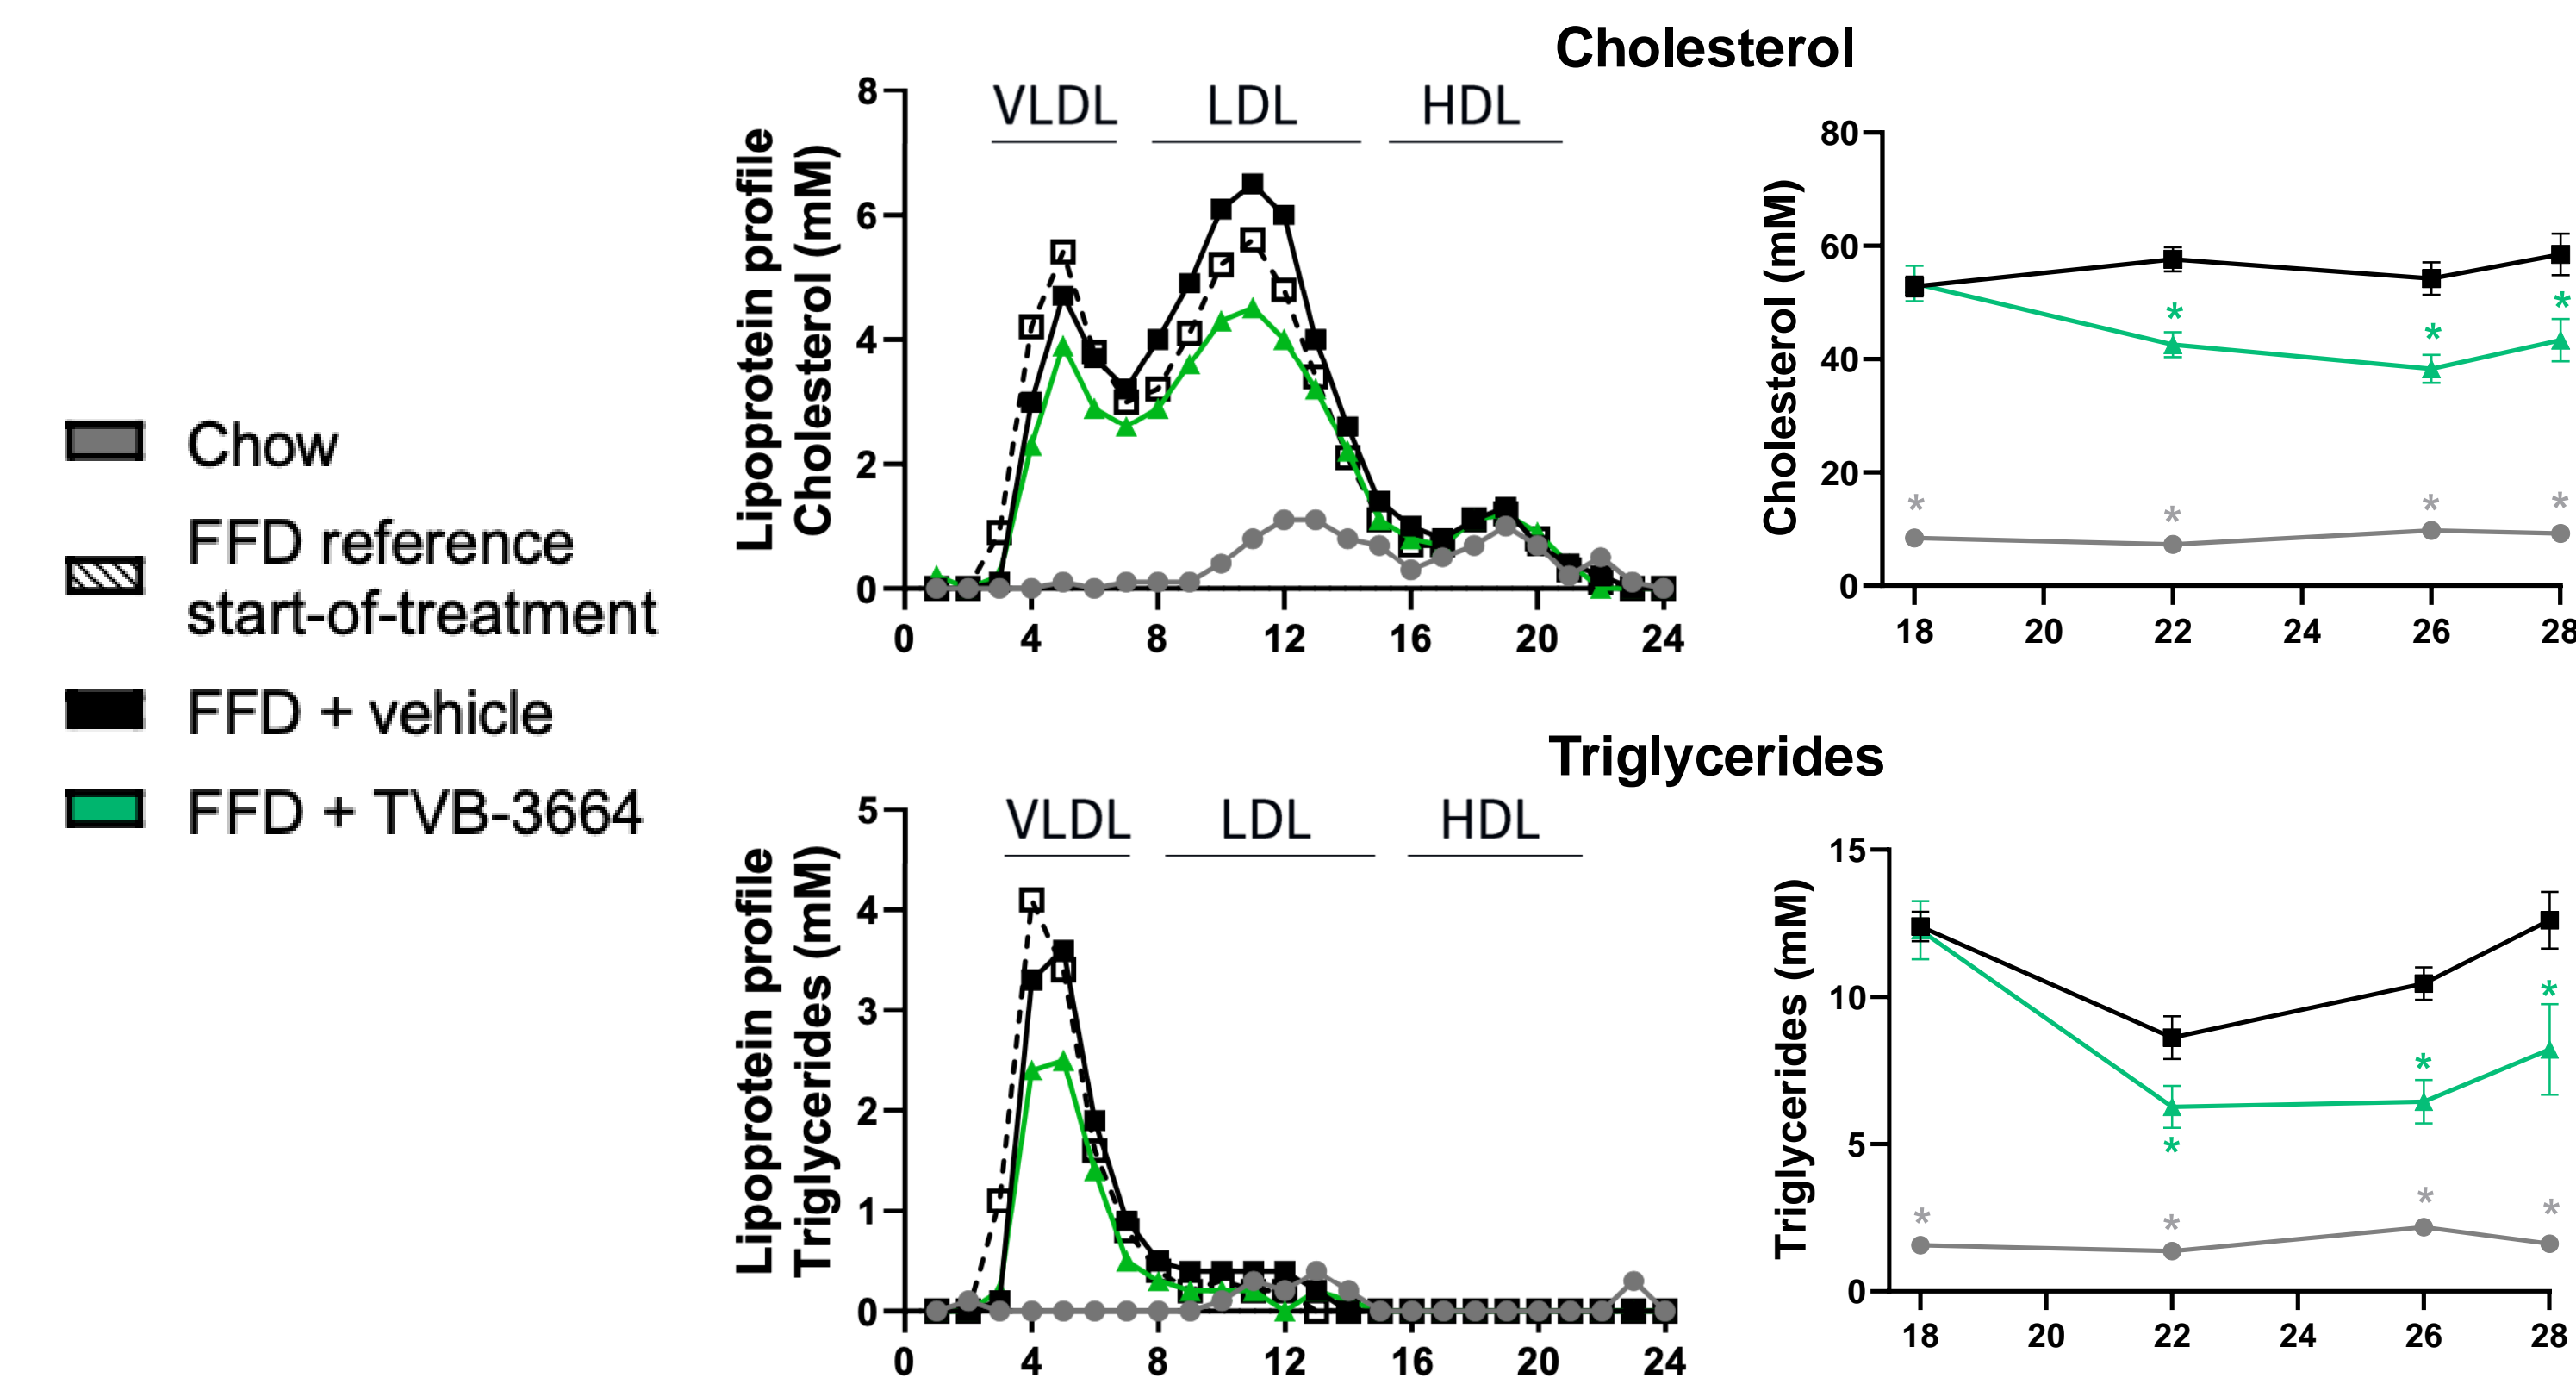 Chow
FFD reference
start-of-treatment
FFD + vehicle
FFD + TVB-3664
Cholesterol
Lipoprotein profile
Cholesterol (mM)
8
6
4
2
0
VLDL LDL HDL
0 4 8 12 16 20 24
Cholesterol (mM)
80
60
40
20
0
* * *
* * * *
18 20 22 24 26 28
Triglycerides
Lipoprotein profile
Triglycerides (mM)
5
4
3
2
1
0
VLDL LDL HDL
0 4 8 12 16 20 24
Triglycerides (mM)
15
10
5
0
* * *
* * * *
18 20 22 24 26 28